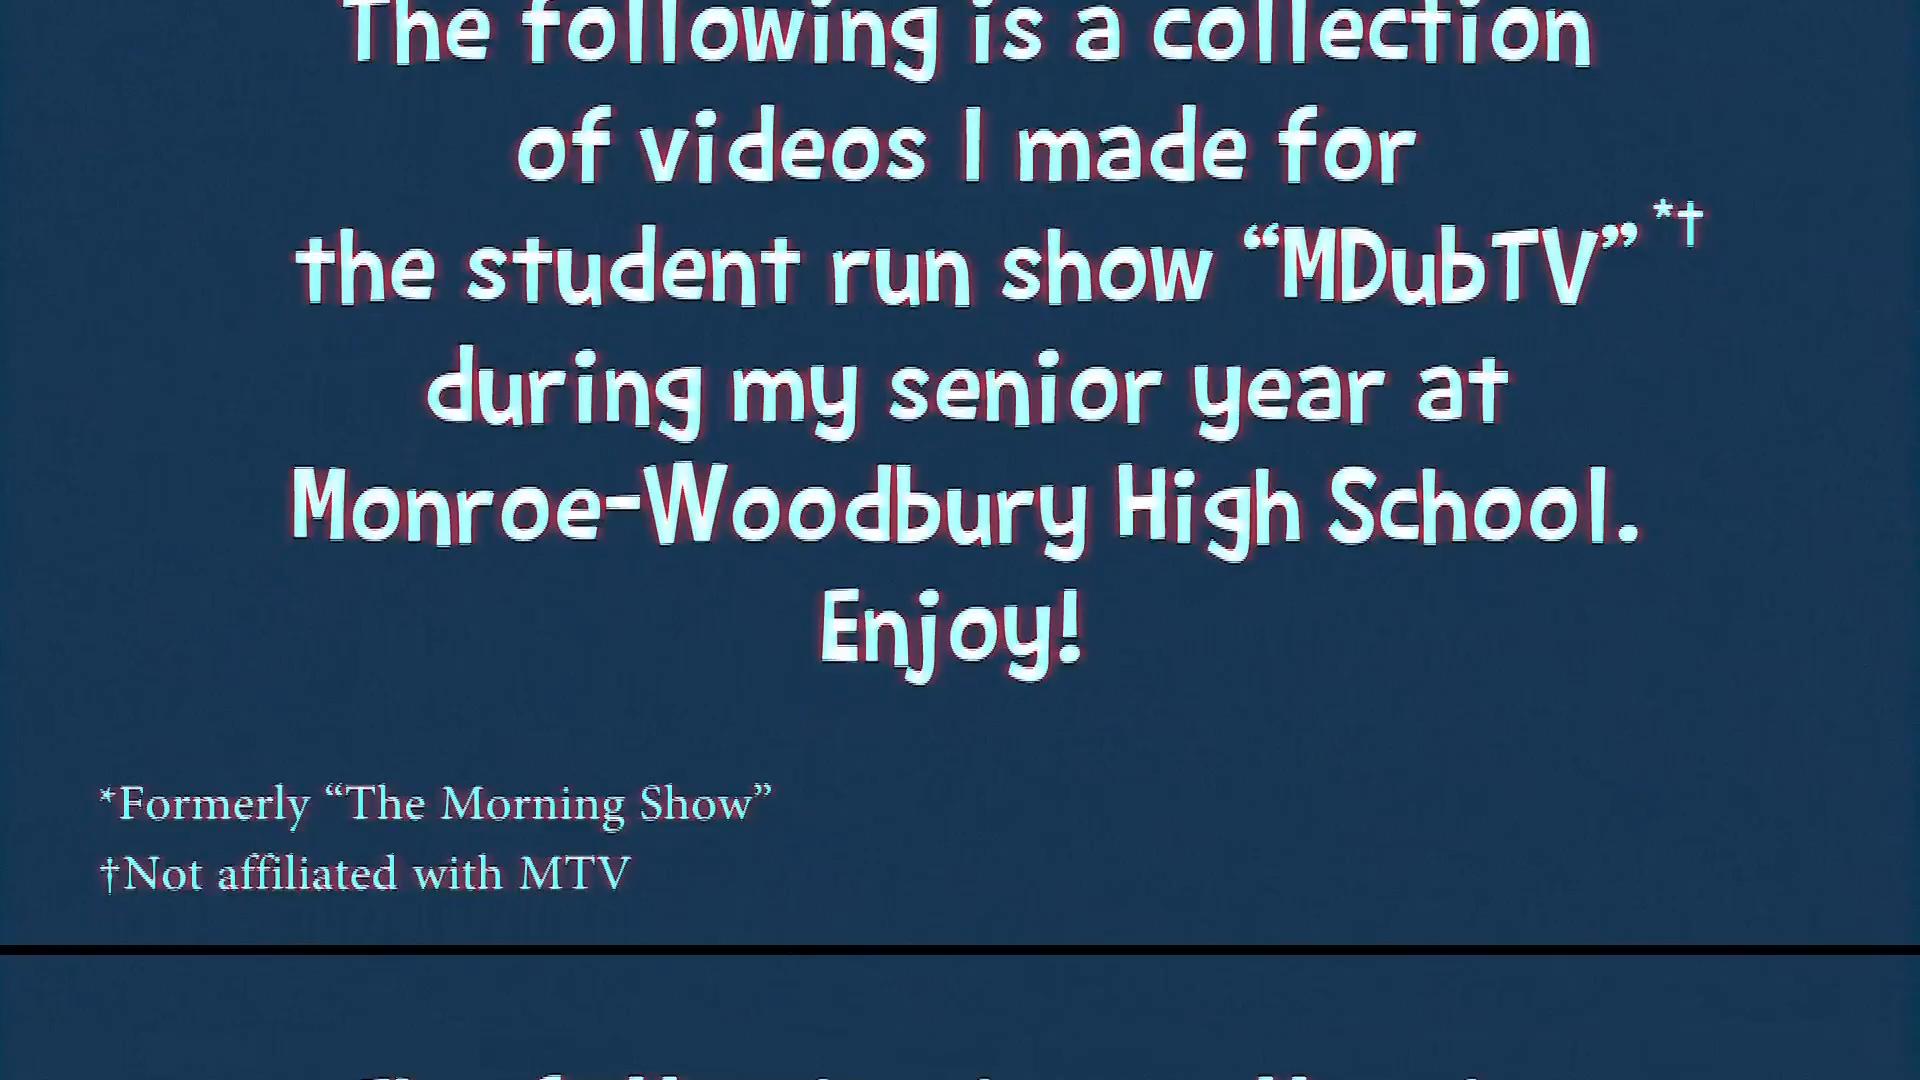 The following is a collection
of videos I made for
the student run show “MDubTV”*†
during my senior year at
Monroe-Woodbury High School.
Enjoy!
*Formerly “The Morning Show”
†Not affiliated with MTV